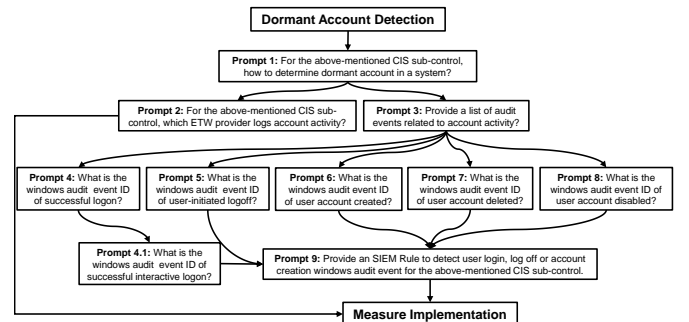 Dormant Account Detection
Prompt 1: For the above-mentioned CIS sub-control,
how to determine dormant account in a system?
Prompt 2: For the above-mentioned CIS sub-
control, which ETW provider logs account activity?
Prompt 3: Provide a list of audit
events related to account activity?
Prompt 4: What is the
windows audit event ID
of successful logon?
Prompt 5: What is the
windows audit event ID
of user-initiated logoff?
Prompt 6: What is the
windows audit event ID
of user account created?
Prompt 7: What is the
windows audit event ID
of user account deleted?
Prompt 8: What is the
windows audit event ID of
user account disabled?
Prompt 4.1: What is the
windows audit event ID of
successful interactive logon?
Prompt 9: Provide an SIEM Rule to detect user login, log off or account
creation windows audit event for the above-mentioned CIS sub-control.
Measure Implementation